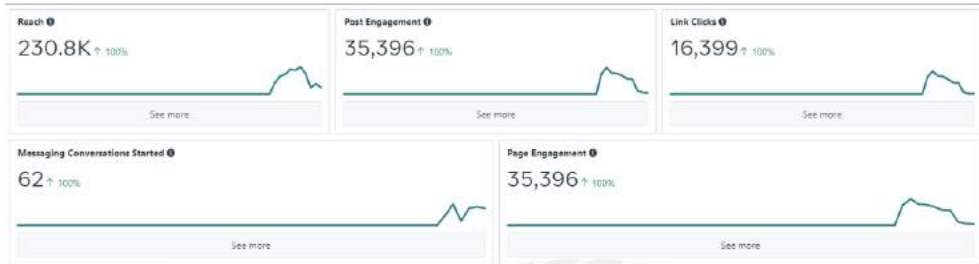 Reach
230.8K ↑ 100%
See more
Post Engagement
35,396 ↑ 100%
See more
Link Clicks
16,399 ↑ 100%
See more
Messaging Conversations Started
62 ↑ 100%
See more
Page Engagement
35,396 ↑ 100%
See more